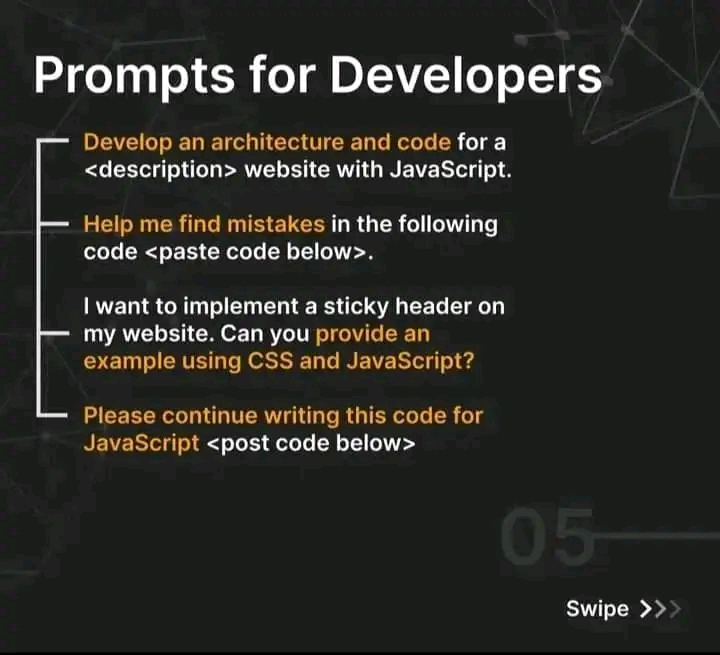 Prompts for Developers
Develop an architecture and code for a
<description> website with JavaScript.
Help me find mistakes in the following
code <paste code below>.
I want to implement a sticky header on
my website. Can you provide an
example using CSS and JavaScript?
Please continue writing this code for
JavaScript <post code below>
05
Swipe >>>